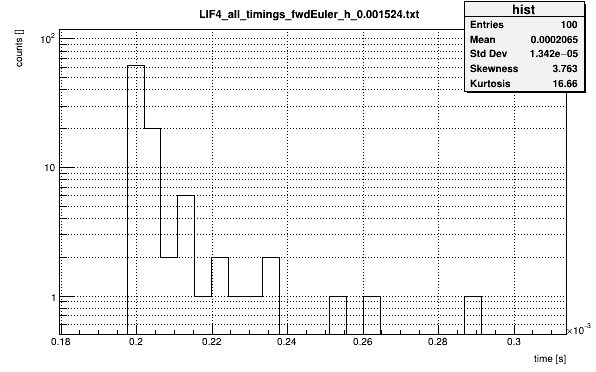 LIF4_all_timings_fwdEuler_h_0.001524.txt
hist
Entries 100
Mean 0.0002065
Std Dev 1.342e−05
Skewness 3.763
Kurtosis 16.66
counts []
10²
10
1
0.18 0.2 0.22 0.24 0.26 0.28 0.3
×10⁻³
time [s]